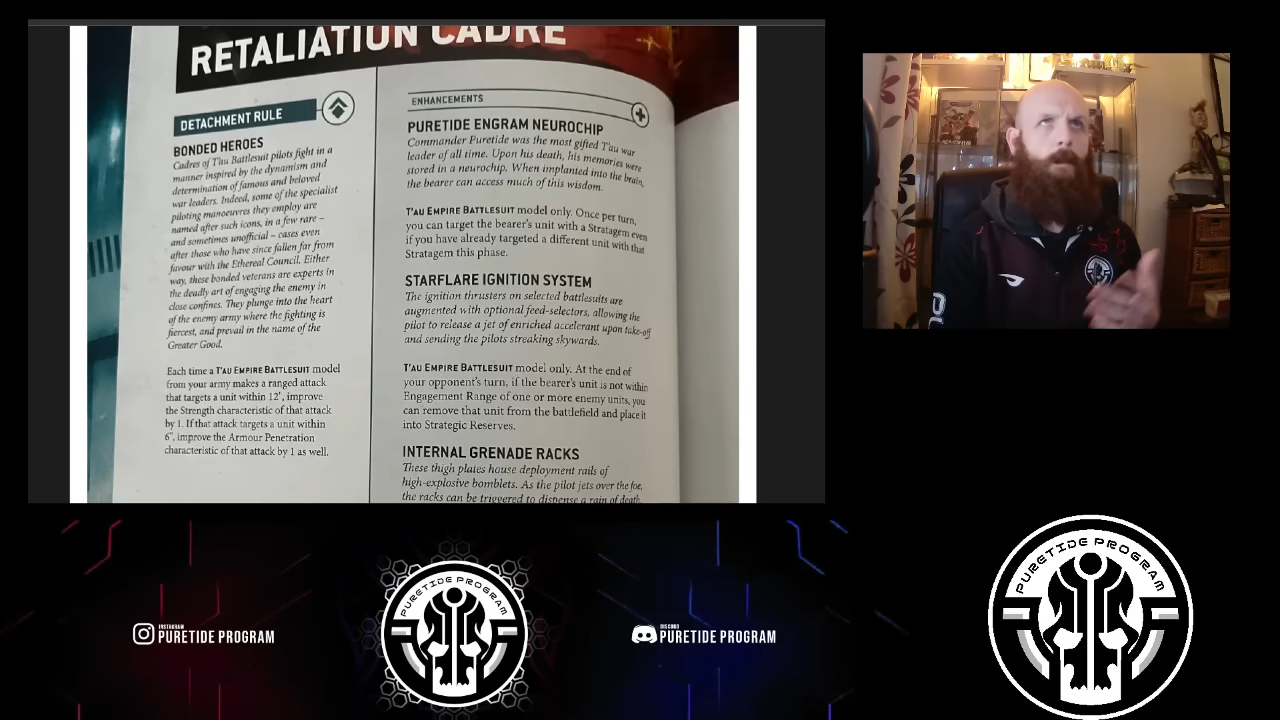 RETALIATION CADRE
DETACHMENT RULE
BONDED HEROES
Cadres of T'au Battlesuit pilots fight in a
manner inspired by the dynamism and
determination of famous and beloved
war leaders. Indeed, some of the specialist
piloting manoeuvres they employ are
named after such icons, in a few rare –
and sometimes unofficial – cases even
after those who have since fallen far from
favour with the Ethereal Council. Either
way, these bonded veterans are experts in
the deadly art of engaging the enemy in
close confines. They plunge into the heart
of the enemy army where the fighting is
fiercest, and prevail in the name of the
Greater Good.
Each time a T'AU EMPIRE BATTLESUIT model
from your army makes a ranged attack
that targets a unit within 12", improve
the Strength characteristic of that attack
by 1. If that attack targets a unit within
6", improve the Armour Penetration
characteristic of that attack by 1 as well.
ENHANCEMENTS
PURETIDE ENGRAM NEUROCHIP
Commander Puretide was the most gifted T'au war
leader of all time. Upon his death, his memories were
stored in a neurochip. When implanted into the brain,
the bearer can access much of this wisdom.
T'AU EMPIRE BATTLESUIT model only. Once per turn,
you can target the bearer's unit with a Stratagem even
if you have already targeted a different unit with that
Stratagem this phase.
STARFLARE IGNITION SYSTEM
The ignition thrusters on selected battlesuits are
augmented with optional feed-selectors, allowing the
pilot to release a jet of enriched accelerant upon take-off
and sending the pilots streaking skywards.
T'AU EMPIRE BATTLESUIT model only. At the end of
your opponent's turn, if the bearer's unit is not within
Engagement Range of one or more enemy units, you
can remove that unit from the battlefield and place it
into Strategic Reserves.
INTERNAL GRENADE RACKS
These thigh plates house deployment rails of
high-explosive bomblets. As the pilot jets over the foe,
the racks can be triggered to dispense a rain of death.
INSTAGRAM
PURETIDE PROGRAM
PURETIDE PROGRAM
DISCORD
PURETIDE PROGRAM
PURETIDE PROGRAM